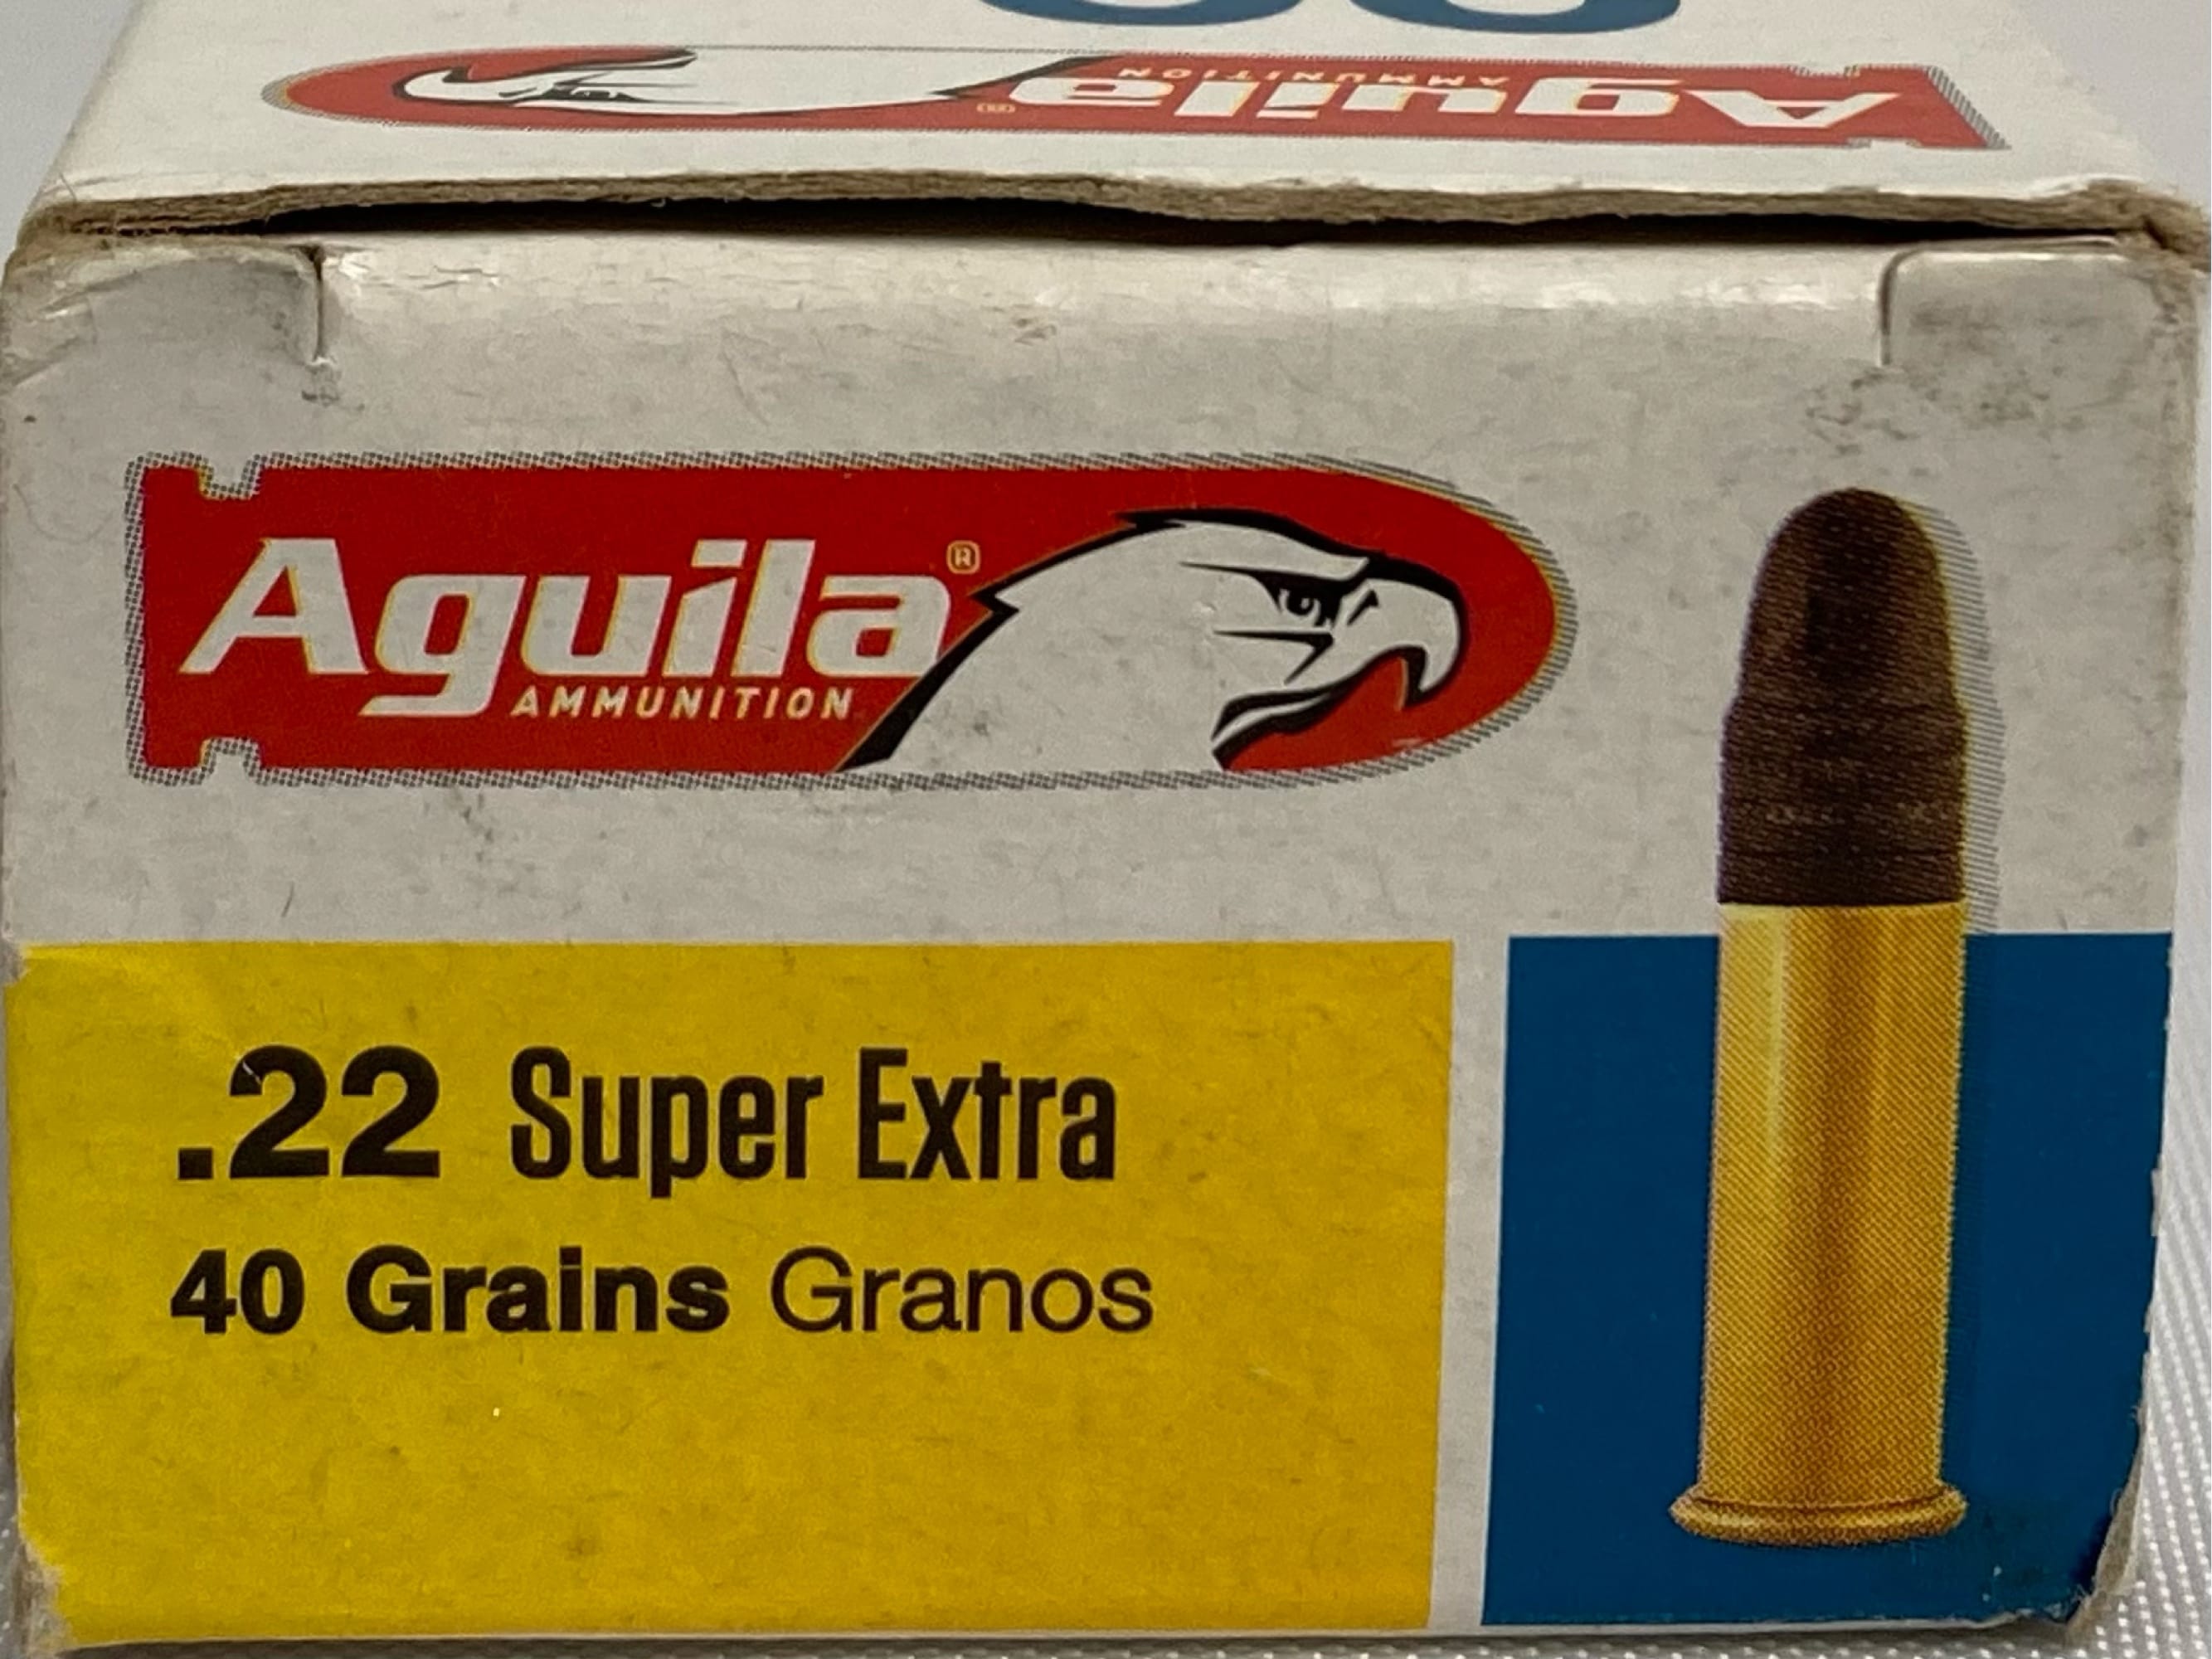 Aguila®
AMMUNITION
Aguila®
AMMUNITION
.22 Super Extra
40 Grains Granos